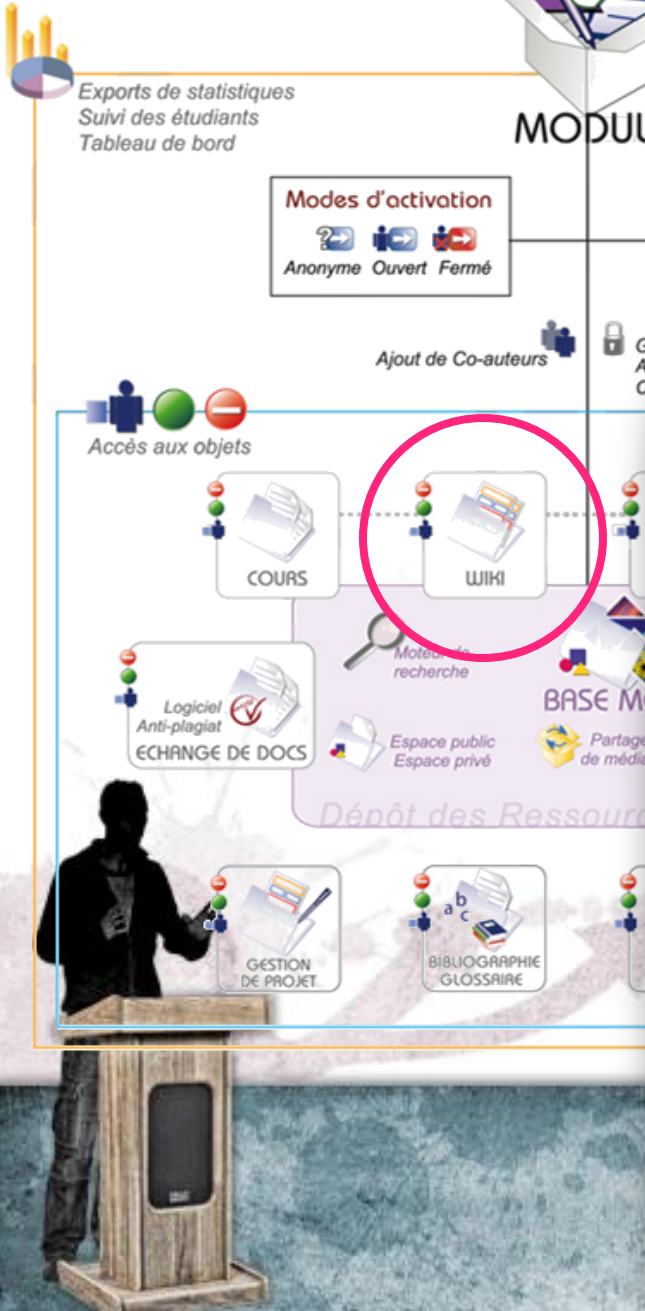 Exports de statistiques
Suivi des étudiants
Tableau de bord
MODUL
Modes d'activation
Anonyme Ouvert Fermé
Ajout de Co-auteurs
G
A
C
Accès aux objets
COURS
WIKI
Moteur de
recherche
BASE M
Logiciel
Anti-plagiat
ECHANGE DE DOCS
Espace public
Espace privé
Partage
de média
Dépôt des Ressourc
a b c
GESTION
DE PROJET
BIBLIOGRAPHIE
GLOSSAIRE